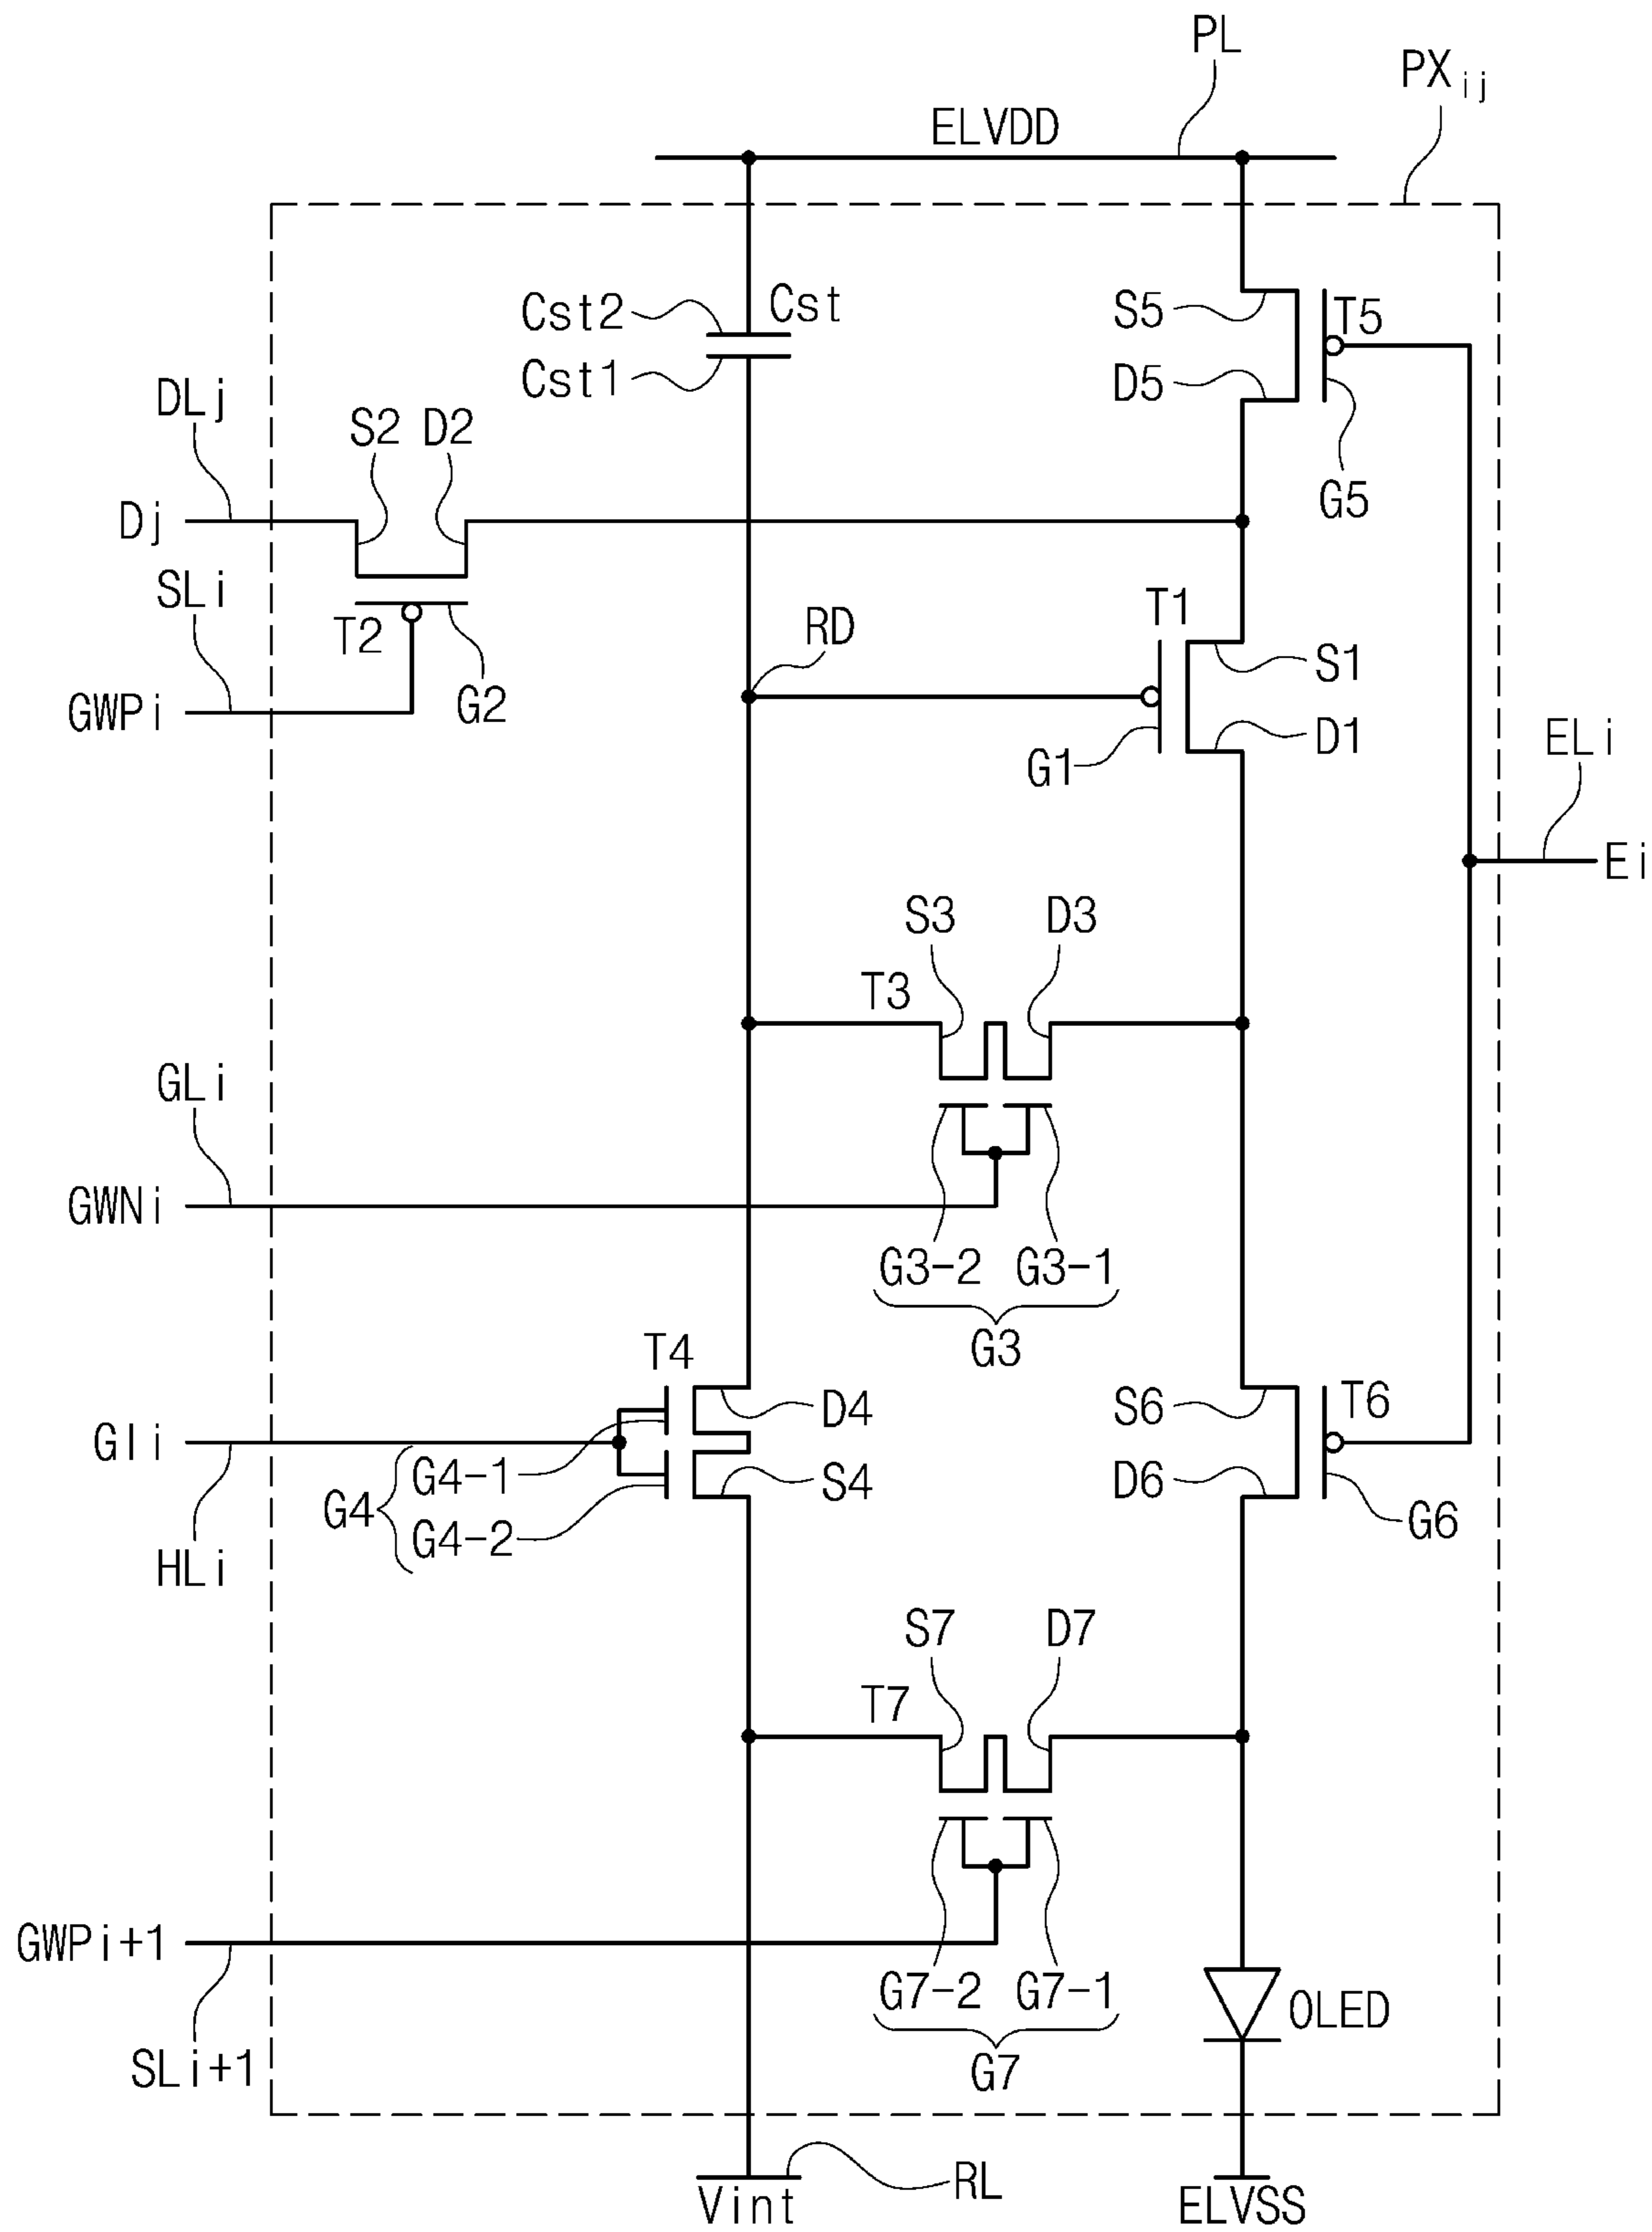 PL
PXij
ELVDD
Cst2 Cst S5 T5
Cst1 D5
DLj S2 D2
G5
Dj
SLi T1
T2 RD S1
GWPi G2 D1
G1 ELi
Ei
S3 D3
T3
GLi
GWNi
G3-2 G3-1
G3
T4 T6
D4 S6
GIi G4-1 S4 D6
G4 G4-2 G6
HLi
S7 D7
T7
GWPi+1
G7-2 G7-1 OLED
SLi+1 G7
RL
Vint ELVSS